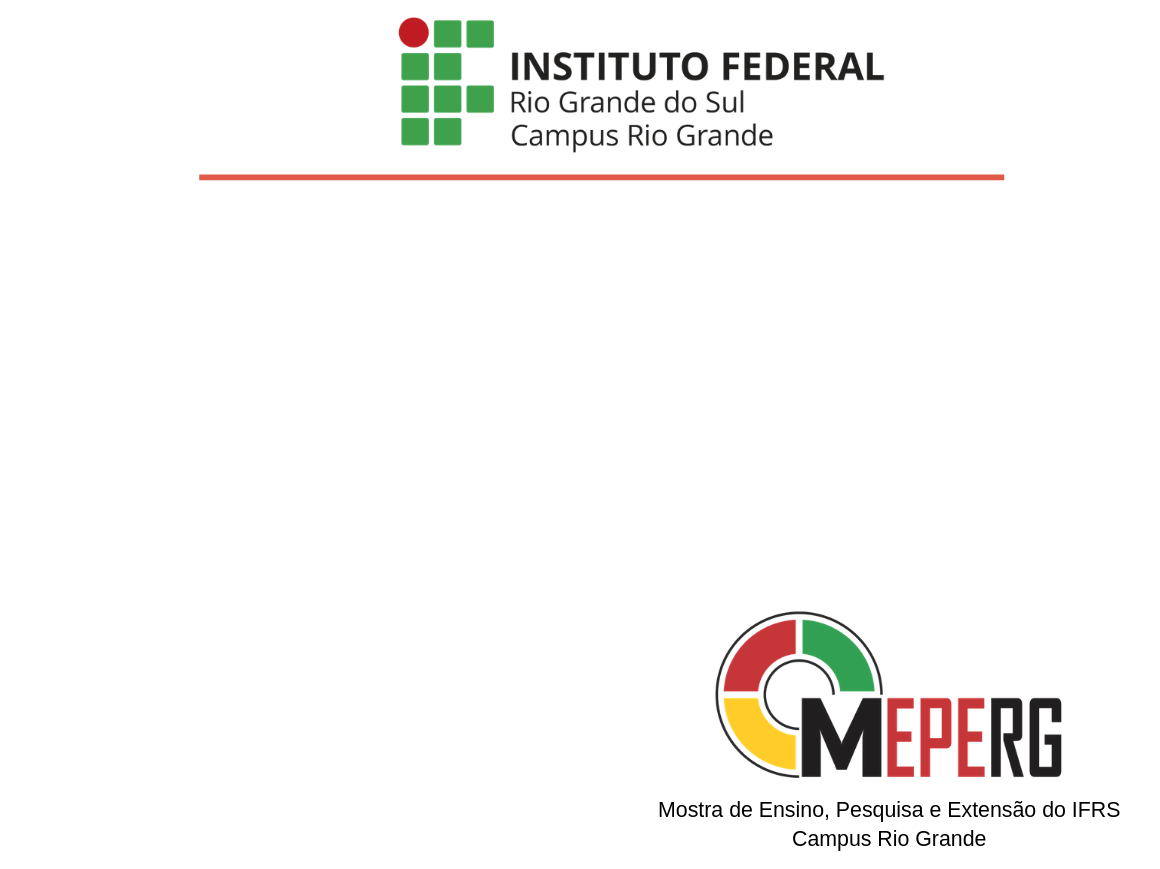 INSTITUTO FEDERAL
Rio Grande do Sul
Campus Rio Grande
MEPERG
Mostra de Ensino, Pesquisa e Extensão do IFRS
Campus Rio Grande